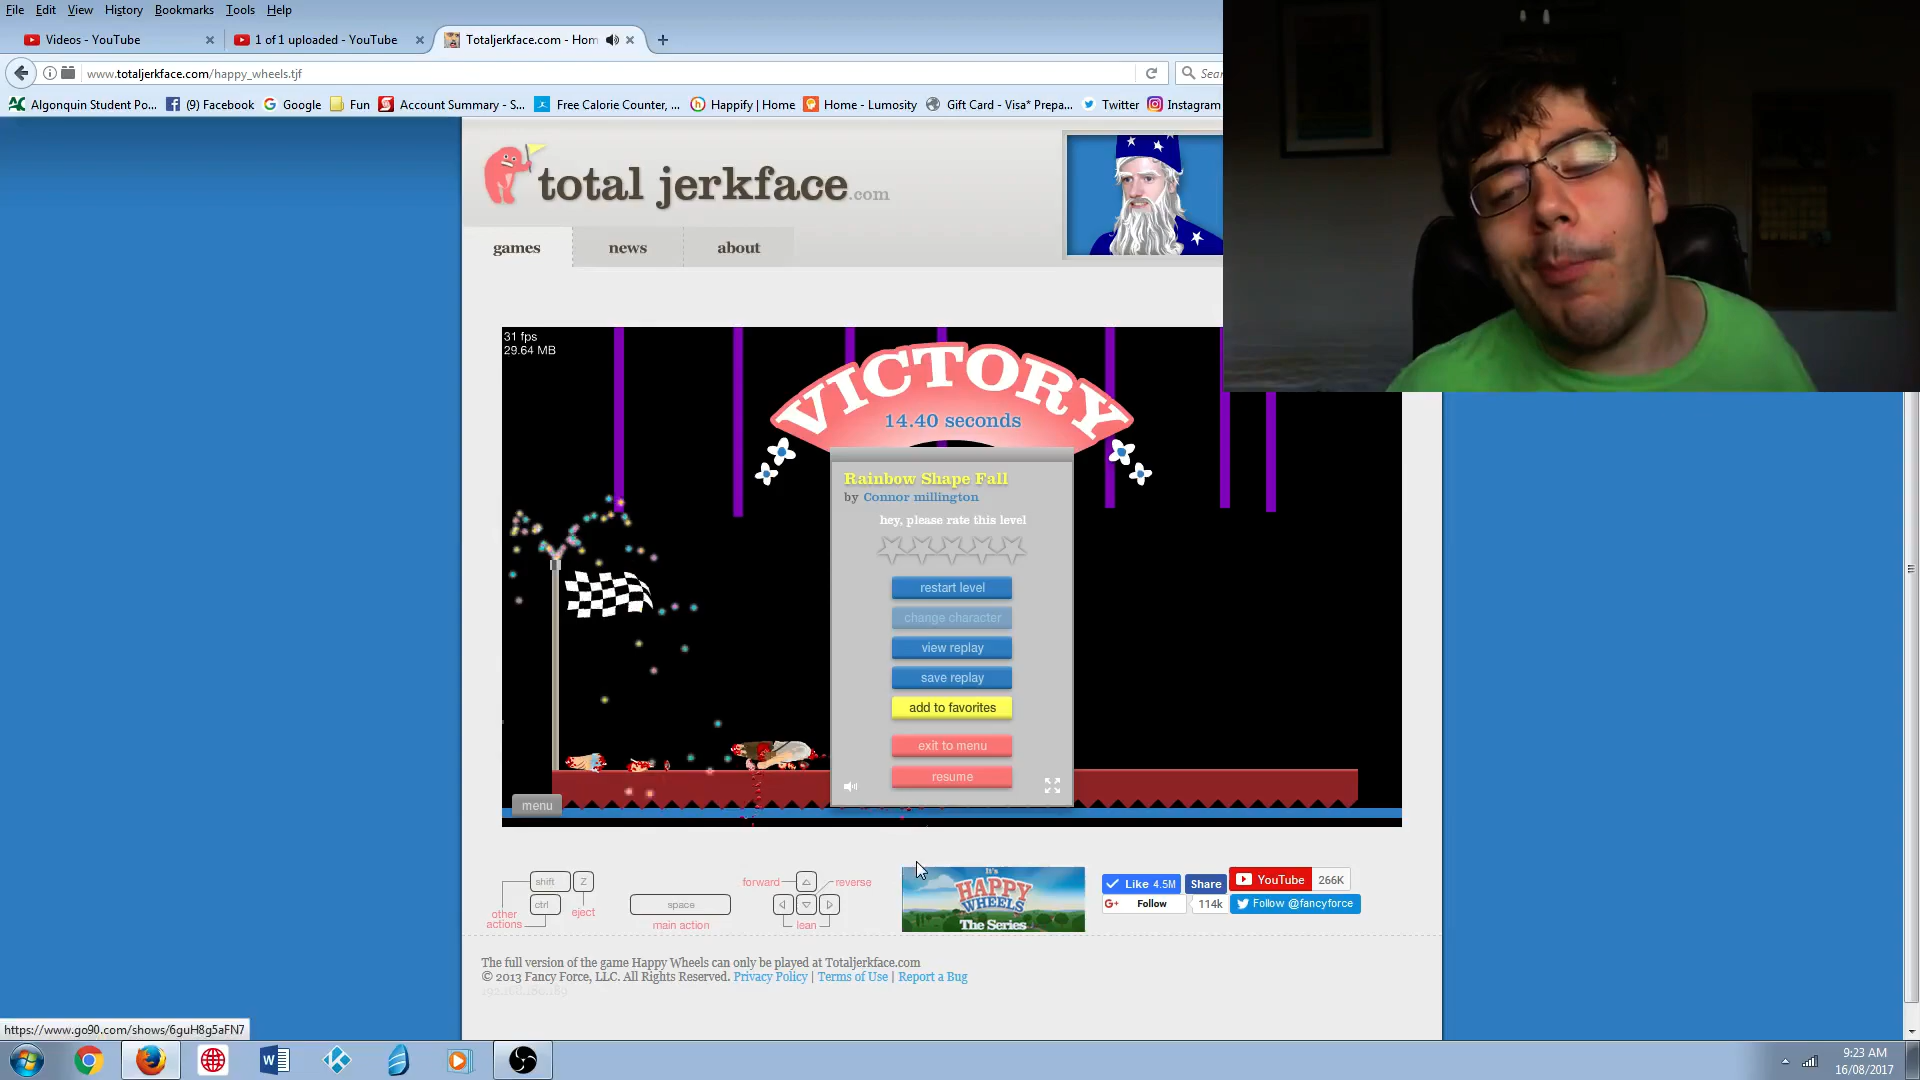 File Edit View History Bookmarks Tools Help
Videos - YouTube
1 of 1 uploaded - YouTube
Totaljerkface.com - Hom
www.totaljerkface.com/happy_wheels.tjf
Sear
Algonquin Student Po... (9) Facebook Google Fun Account Summary - S... Free Calorie Counter, ... Happify | Home Home - Lumosity Gift Card - Visa* Prepa... Twitter Instagram
total jerkface.com
games news about
31 fps
29.64 MB
VICTORY
14.40 seconds
Rainbow Shape Fall
by Connor millington
hey, please rate this level
restart level
change character
view replay
save replay
add to favorites
exit to menu
resume
menu
shift Z
ctrl
other actions
eject
space
main action
forward reverse
lean
It's
HAPPY
WHEELS
The Series
Like 4.5M Share YouTube 266K
G+ Follow 114k Follow @fancyforce
The full version of the game Happy Wheels can only be played at Totaljerkface.com
© 2013 Fancy Force, LLC. All Rights Reserved. Privacy Policy | Terms of Use | Report a Bug
https://www.go90.com/shows/6guH8g5aFN7
9:23 AM
16/08/2017